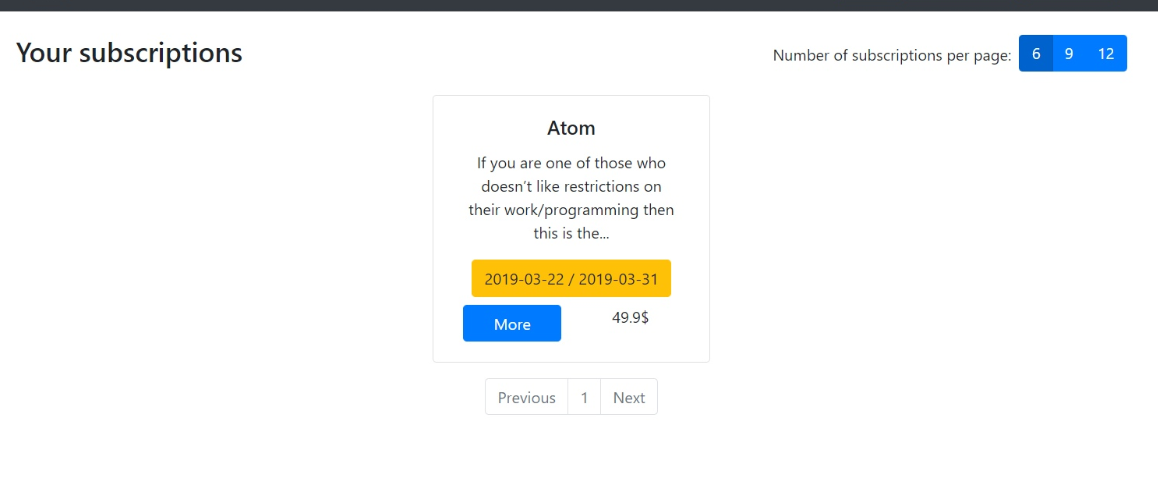 Your subscriptions
Number of subscriptions per page: 6 9 12
Atom
If you are one of those who
doesn't like restrictions on
their work/programming then
this is the...
2019-03-22 / 2019-03-31
More 49.9$
Previous 1 Next